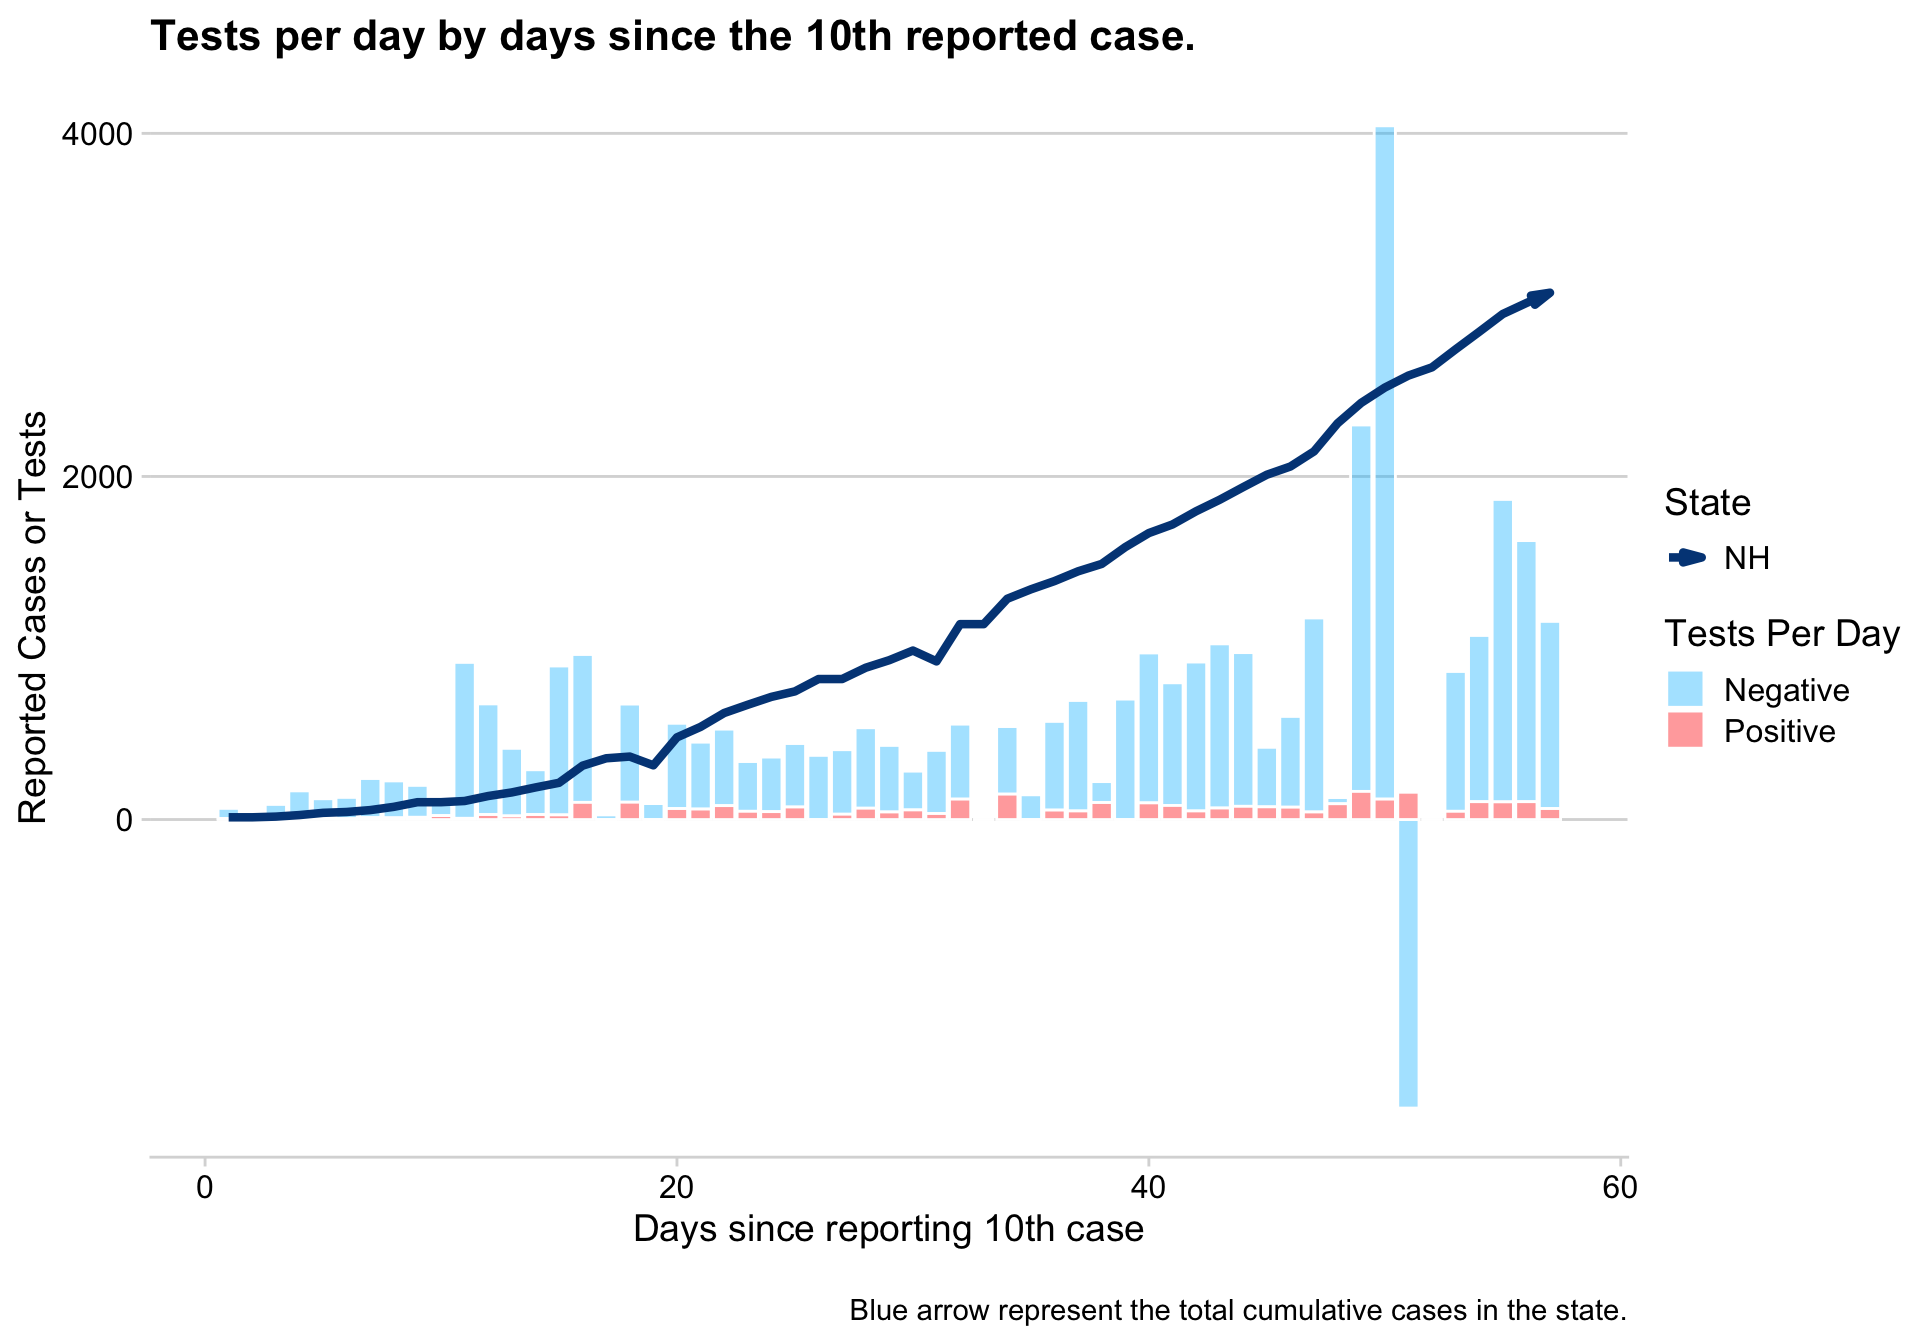 Tests per day by days since the 10th reported case.
4000
2000
0
Reported Cases or Tests
0
20
40
60
Days since reporting 10th case
State
NH
Tests Per Day
Negative
Positive
Blue arrow represent the total cumulative cases in the state.